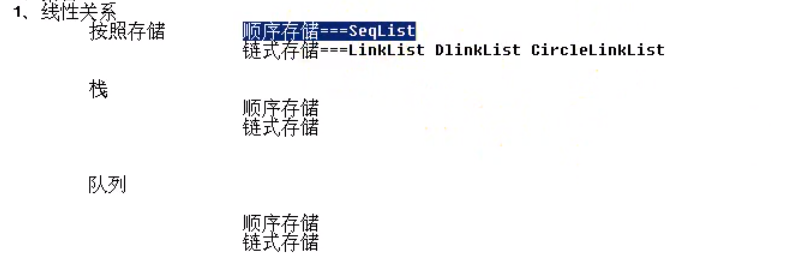 1、线性关系
按照存储 顺序存储===SeqList
链式存储===LinkList DlinkList CircleLinkList
栈
顺序存储
链式存储
队列
顺序存储
链式存储